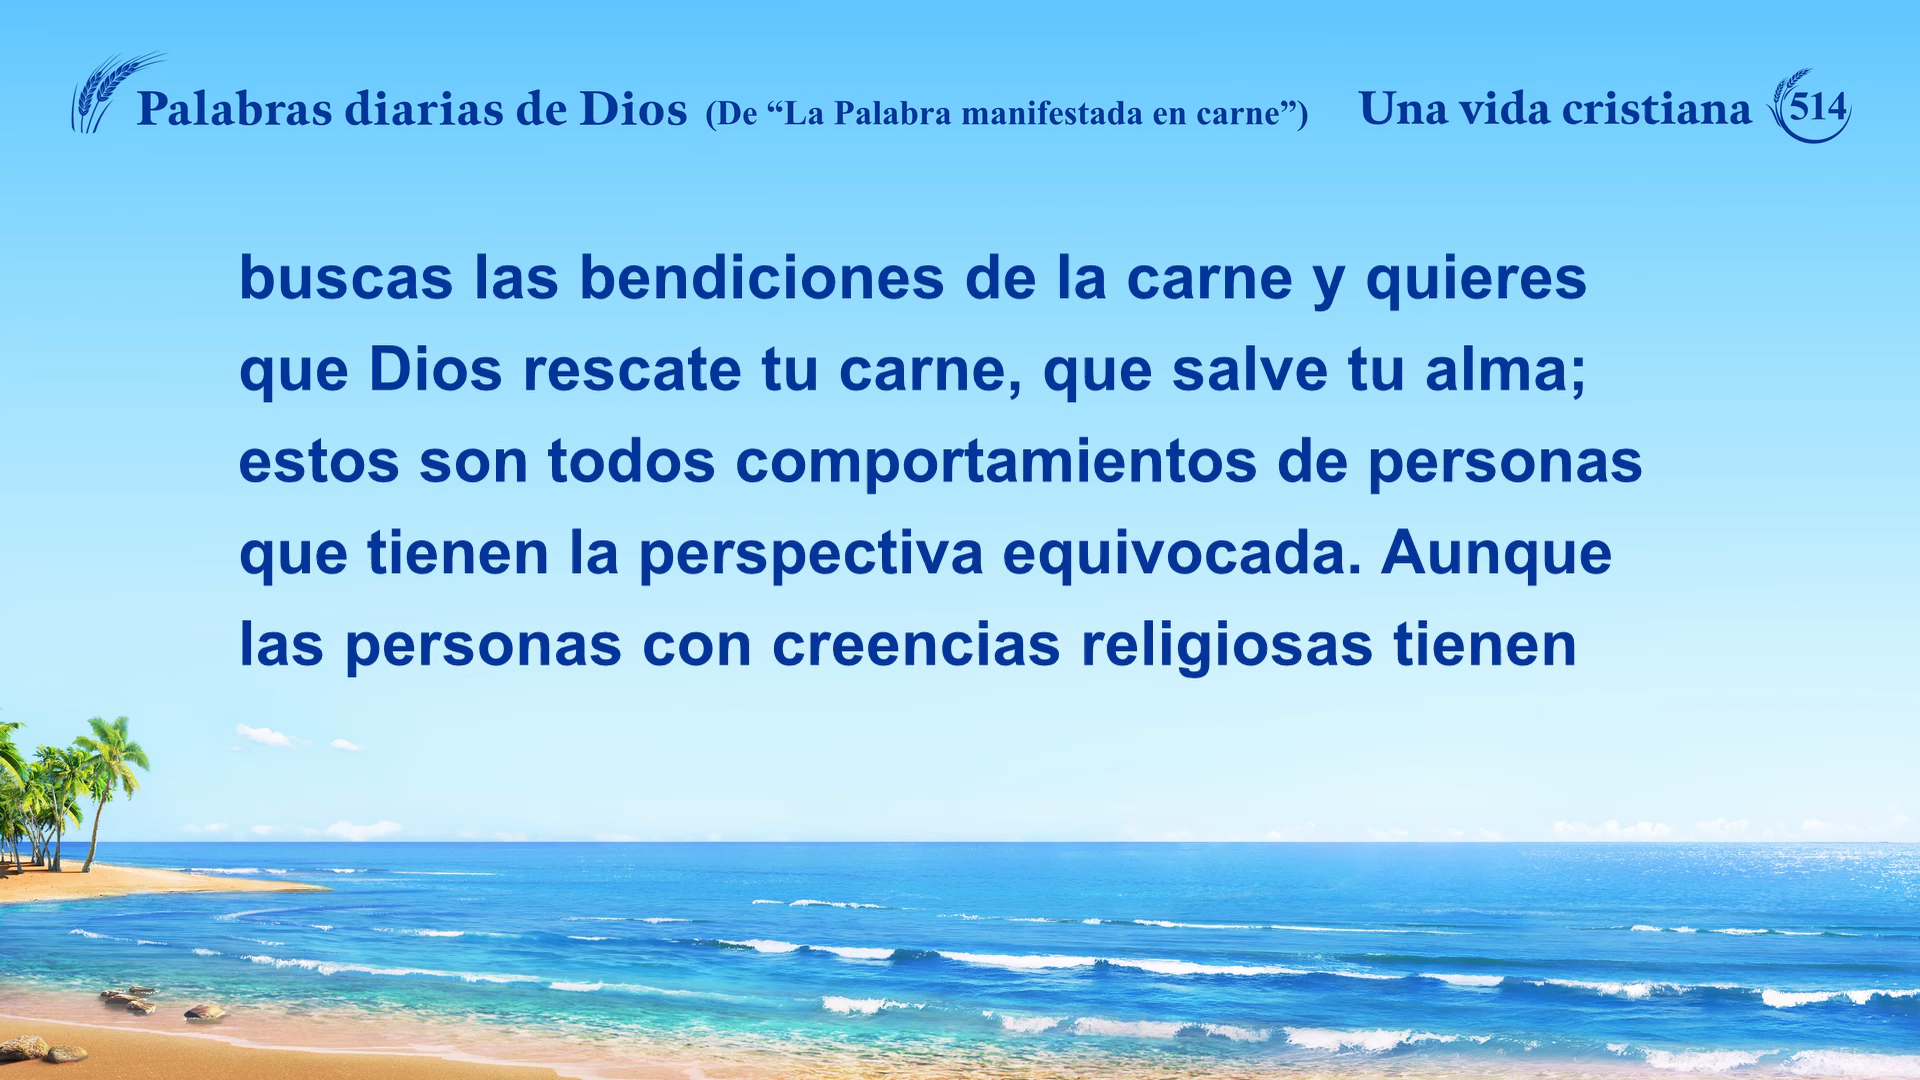 Palabras diarias de Dios (De “La Palabra manifestada en carne”) Una vida cristiana 514
buscas las bendiciones de la carne y quieres
que Dios rescate tu carne, que salve tu alma;
estos son todos comportamientos de personas
que tienen la perspectiva equivocada. Aunque
las personas con creencias religiosas tienen